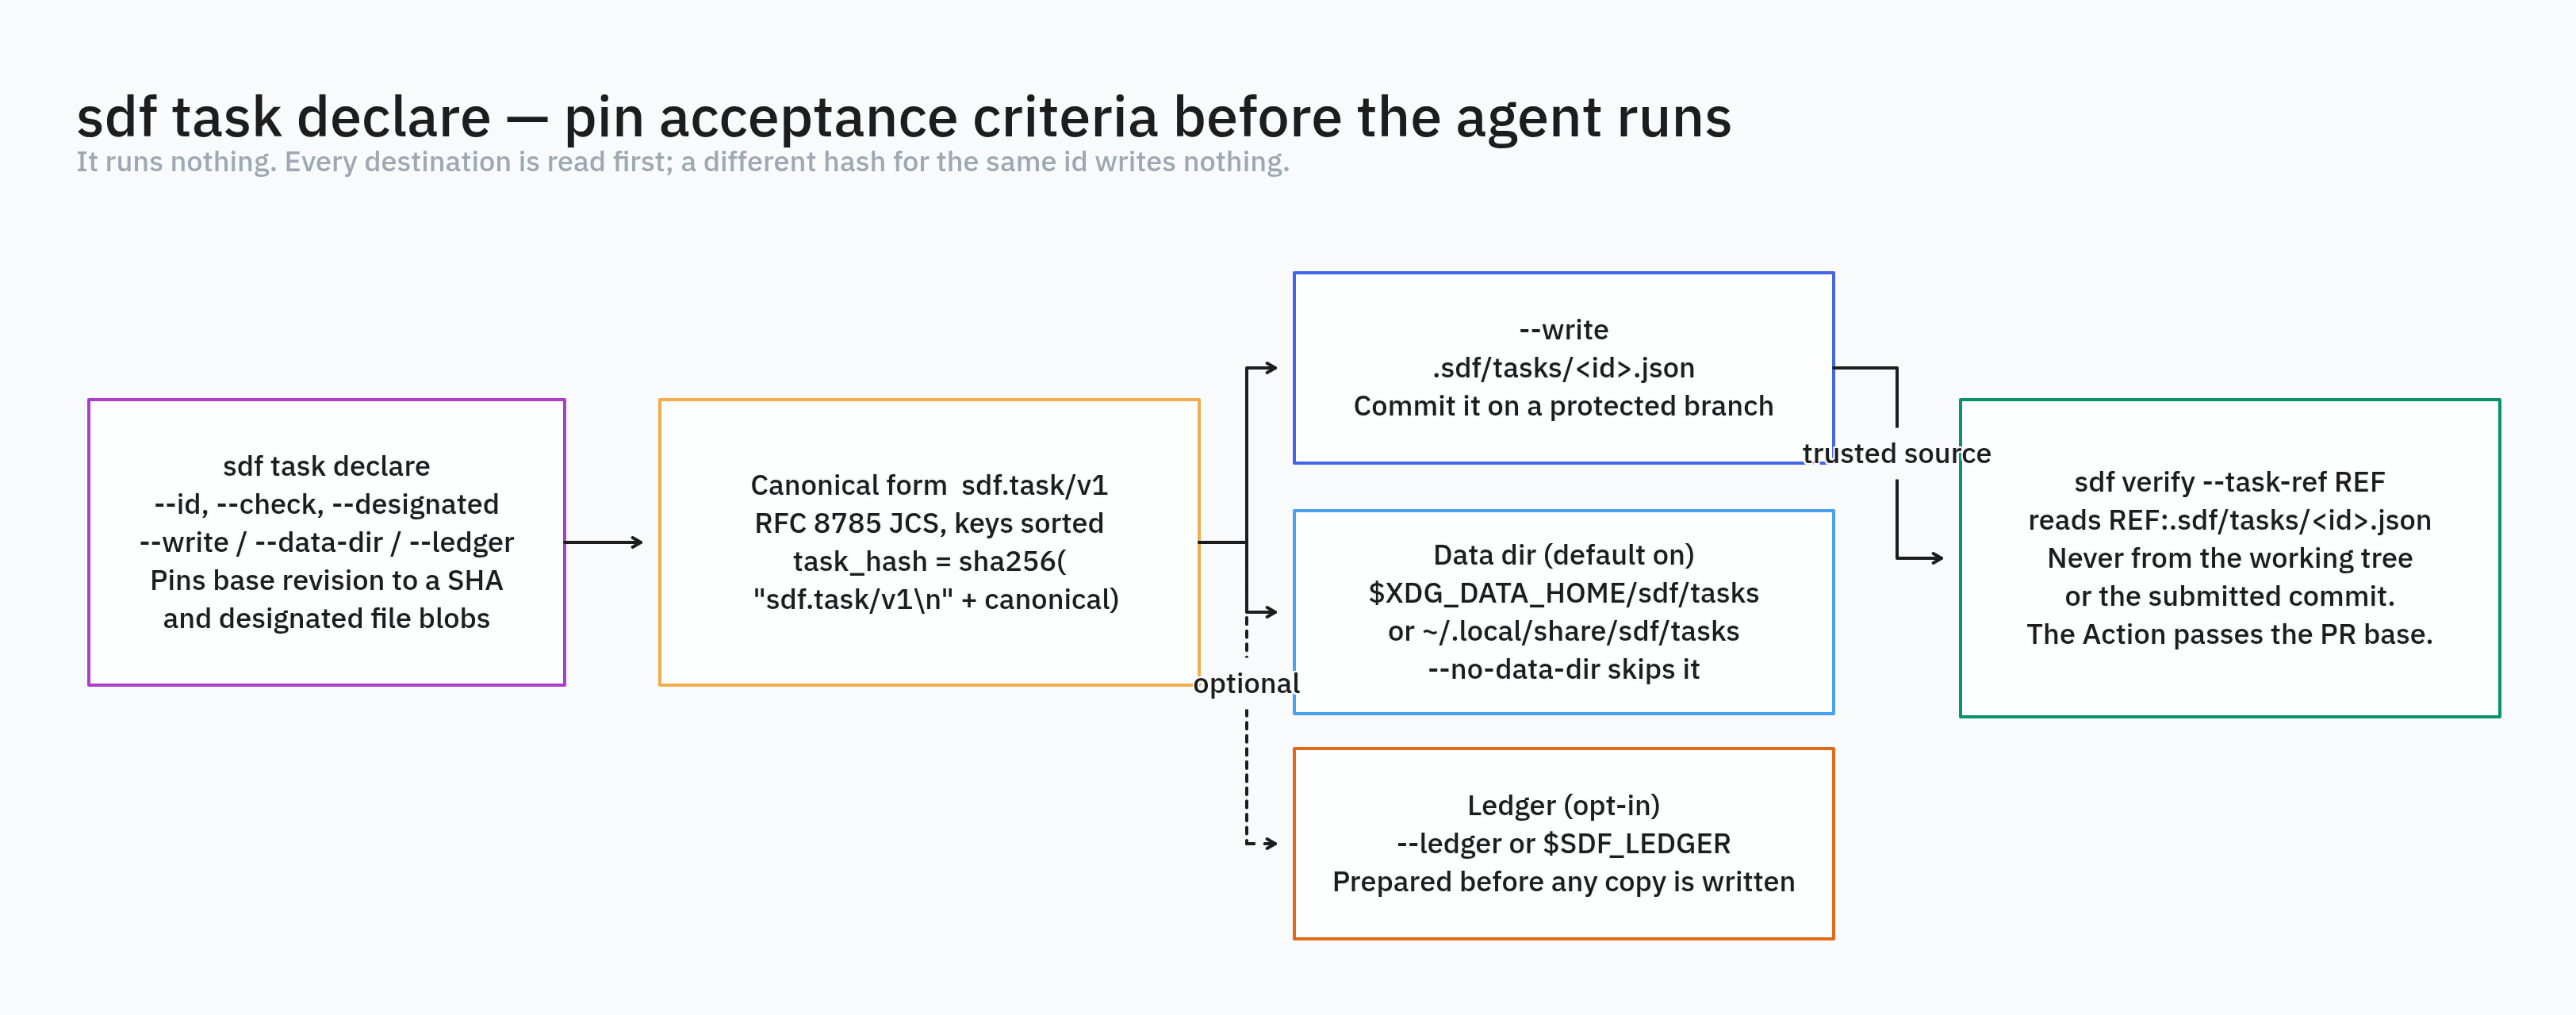 sdf task declare — pin acceptance criteria before the agent runs
It runs nothing. Every destination is read first; a different hash for the same id writes nothing.
sdf task declare
--id, --check, --designated
--write / --data-dir / --ledger
Pins base revision to a SHA
and designated file blobs
Canonical form  sdf.task/v1
RFC 8785 JCS, keys sorted
task_hash = sha256(
"sdf.task/v1\n" + canonical)
optional
--write
.sdf/tasks/<id>.json
Commit it on a protected branch
Data dir (default on)
$XDG_DATA_HOME/sdf/tasks
or ~/.local/share/sdf/tasks
--no-data-dir skips it
Ledger (opt-in)
--ledger or $SDF_LEDGER
Prepared before any copy is written
trusted source
sdf verify --task-ref REF
reads REF:.sdf/tasks/<id>.json
Never from the working tree
or the submitted commit.
The Action passes the PR base.